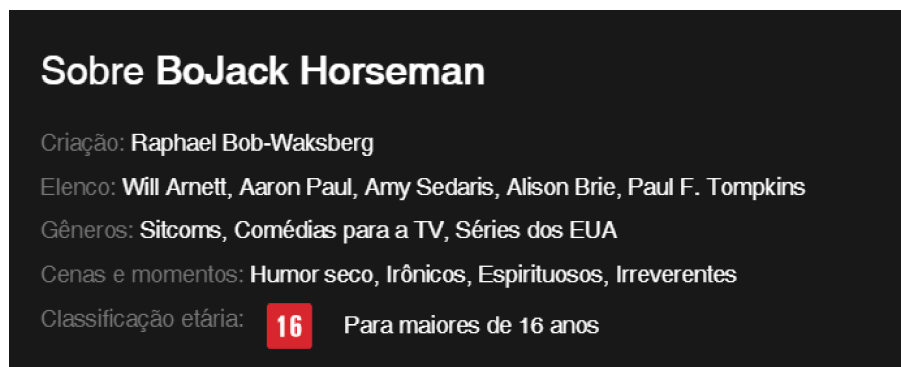 Sobre BoJack Horseman
Criação: Raphael Bob-Waksberg
Elenco: Will Arnett, Aaron Paul, Amy Sedaris, Alison Brie, Paul F. Tompkins
Gêneros: Sitcoms, Comédias para a TV, Séries dos EUA
Cenas e momentos: Humor seco, Irônicos, Espirituosos, Irreverentes
Classificação etária: 16 Para maiores de 16 anos